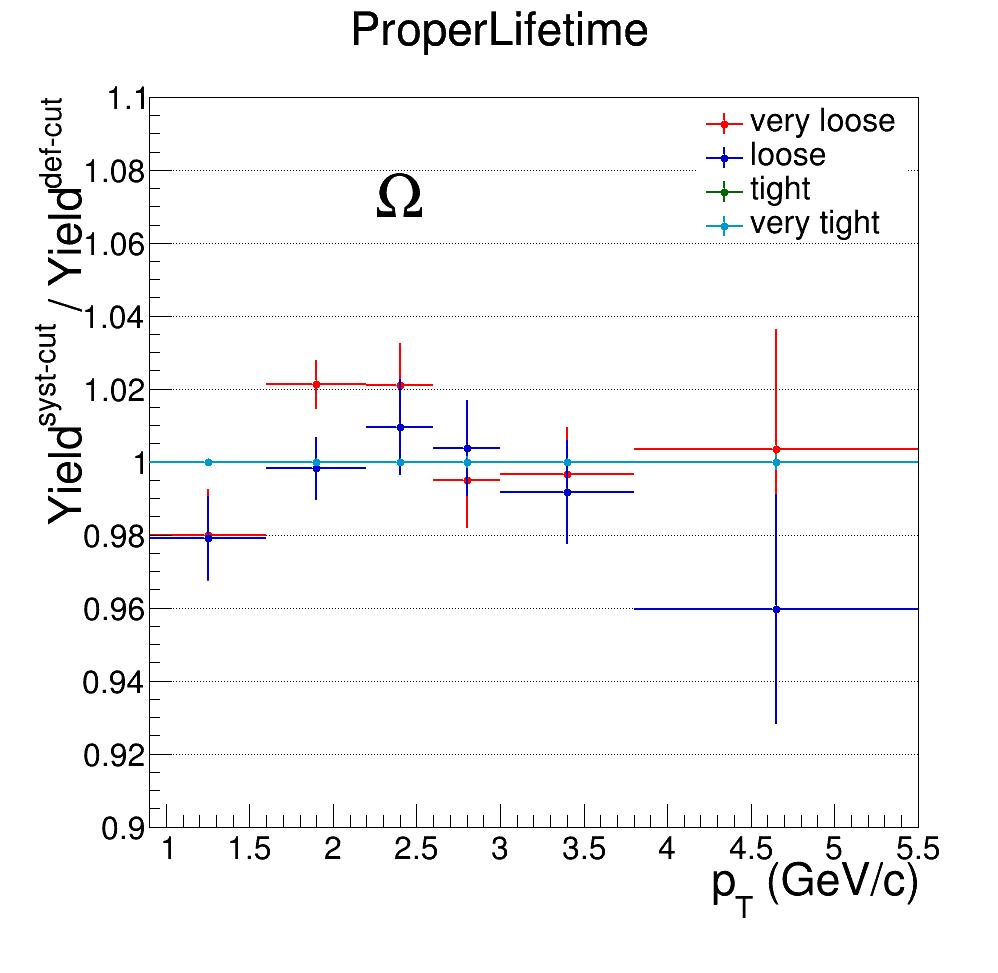 ProperLifetime
Yield^syst-cut / Yield^def-cut
1.1
1.08
1.06
1.04
1.02
1
0.98
0.96
0.94
0.92
0.9
Ω
very loose
loose
tight
very tight
1 1.5 2 2.5 3 3.5 4 4.5 5 5.5
p_T (GeV/c)